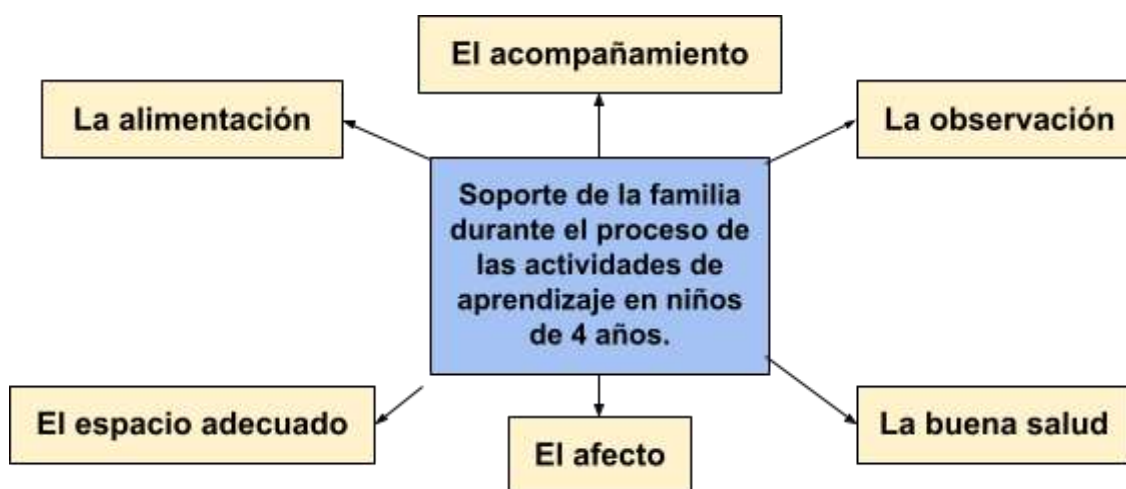 El acompañamiento
La alimentación
La observación
Soporte de la familia
durante el proceso de
las actividades de
aprendizaje en niños
de 4 años.
El espacio adecuado
El afecto
La buena salud